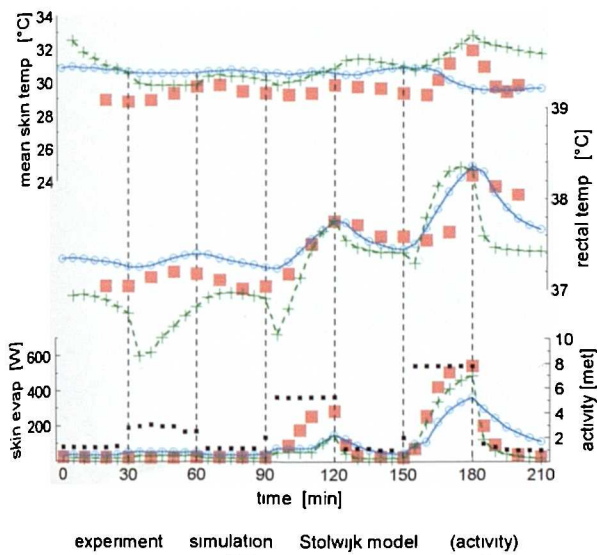 34
32
30
28
26
24
mean skin temp [°C]
39
38
37
rectal temp [°C]
600
400
200
skin evap [W]
10
8
6
4
2
activity [met]
0 30 60 90 120 150 180 210
time [min]
experiment simulation Stolwijk model (activity)